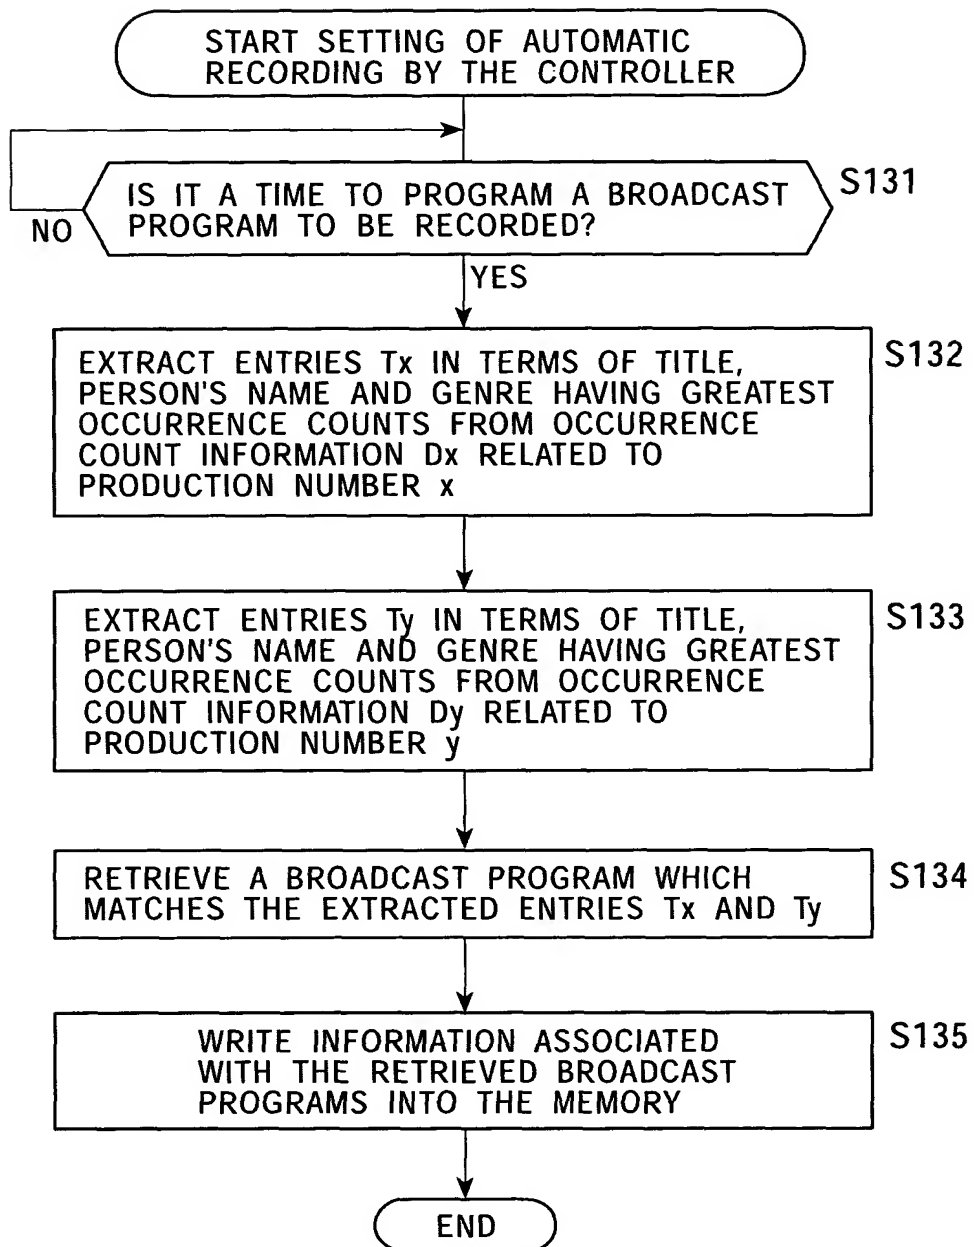 START SETTING OF AUTOMATIC
RECORDING BY THE CONTROLLER
IS IT A TIME TO PROGRAM A BROADCAST
PROGRAM TO BE RECORDED?
S131
NO
YES
EXTRACT ENTRIES Tx IN TERMS OF TITLE,
PERSON'S NAME AND GENRE HAVING GREATEST
OCCURRENCE COUNTS FROM OCCURRENCE
COUNT INFORMATION Dx RELATED TO
PRODUCTION NUMBER x
S132
EXTRACT ENTRIES Ty IN TERMS OF TITLE,
PERSON'S NAME AND GENRE HAVING GREATEST
OCCURRENCE COUNTS FROM OCCURRENCE
COUNT INFORMATION Dy RELATED TO
PRODUCTION NUMBER y
S133
RETRIEVE A BROADCAST PROGRAM WHICH
MATCHES THE EXTRACTED ENTRIES Tx AND Ty
S134
WRITE INFORMATION ASSOCIATED
WITH THE RETRIEVED BROADCAST
PROGRAMS INTO THE MEMORY
S135
END